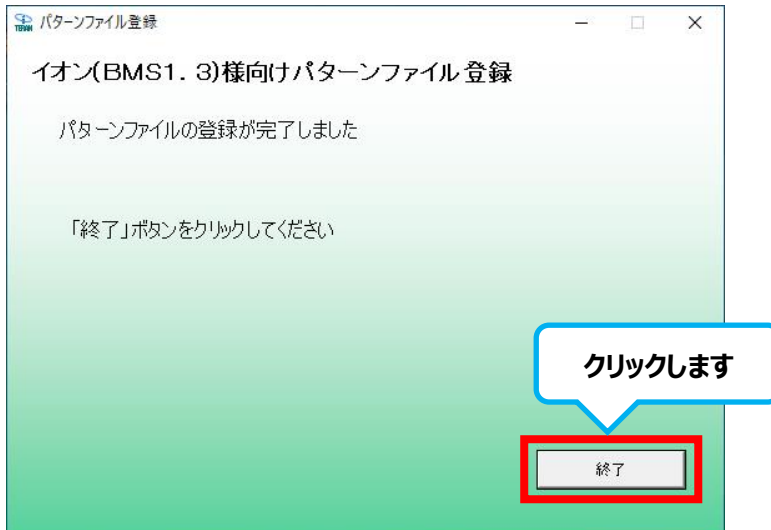 TERAN パターンファイル登録
イオン(BMS1．3)様向けパターンファイル登録
パターンファイルの登録が完了しました
「終了」ボタンをクリックしてください
クリックします
終了